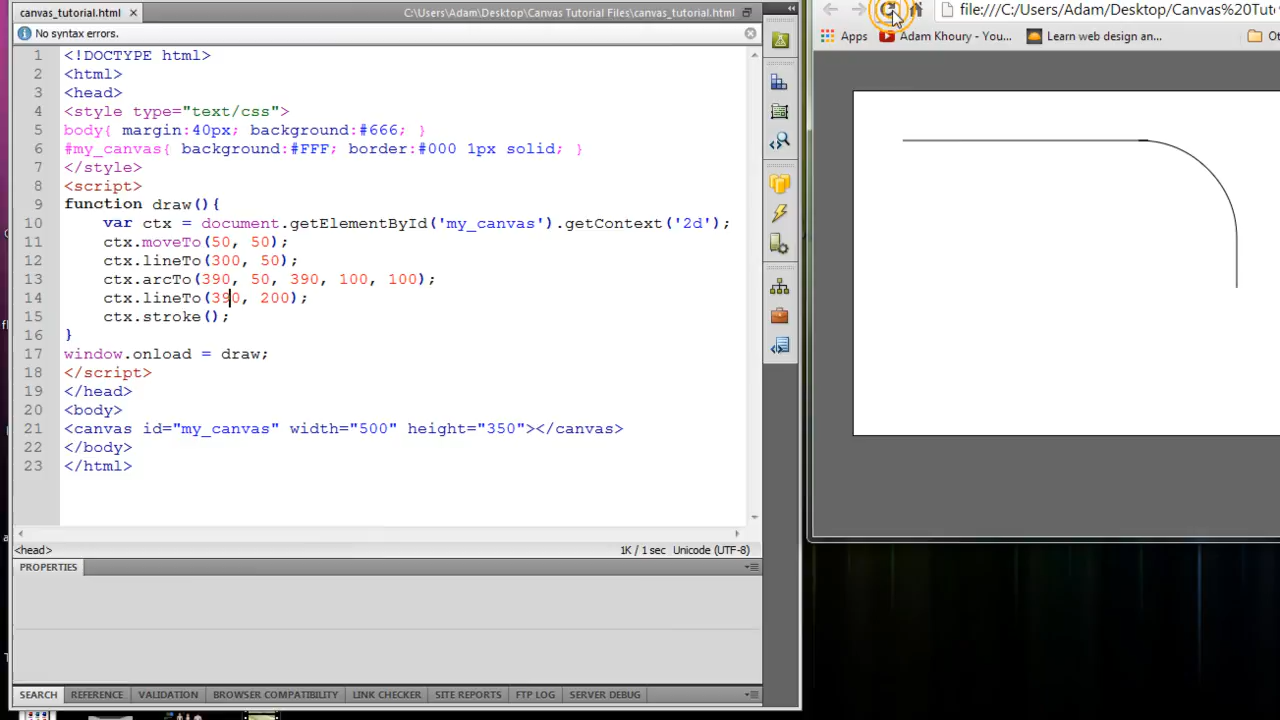 canvas_tutorial.html
C:\Users\Adam\Desktop\Canvas Tutorial Files\canvas_tutorial.html
No syntax errors.
1 <!DOCTYPE html>
2 <html>
3 <head>
4 <style type="text/css">
5 body{ margin:40px; background:#666; }
6 #my_canvas{ background:#FFF; border:#000 1px solid; }
7 </style>
8 <script>
9 function draw(){
10 var ctx = document.getElementById('my_canvas').getContext('2d');
11 ctx.moveTo(50, 50);
12 ctx.lineTo(300, 50);
13 ctx.arcTo(390, 50, 390, 100, 100);
14 ctx.lineTo(390, 200);
15 ctx.stroke();
16 }
17 window.onload = draw;
18 </script>
19 </head>
20 <body>
21 <canvas id="my_canvas" width="500" height="350"></canvas>
22 </body>
23 </html>
<head>
1K / 1 sec Unicode (UTF-8)
PROPERTIES
SEARCH REFERENCE VALIDATION BROWSER COMPATIBILITY LINK CHECKER SITE REPORTS FTP LOG SERVER DEBUG
file:///C:/Users/Adam/Desktop/Canvas%20Tut
Apps Adam Khoury - You... Learn web design an... Ot